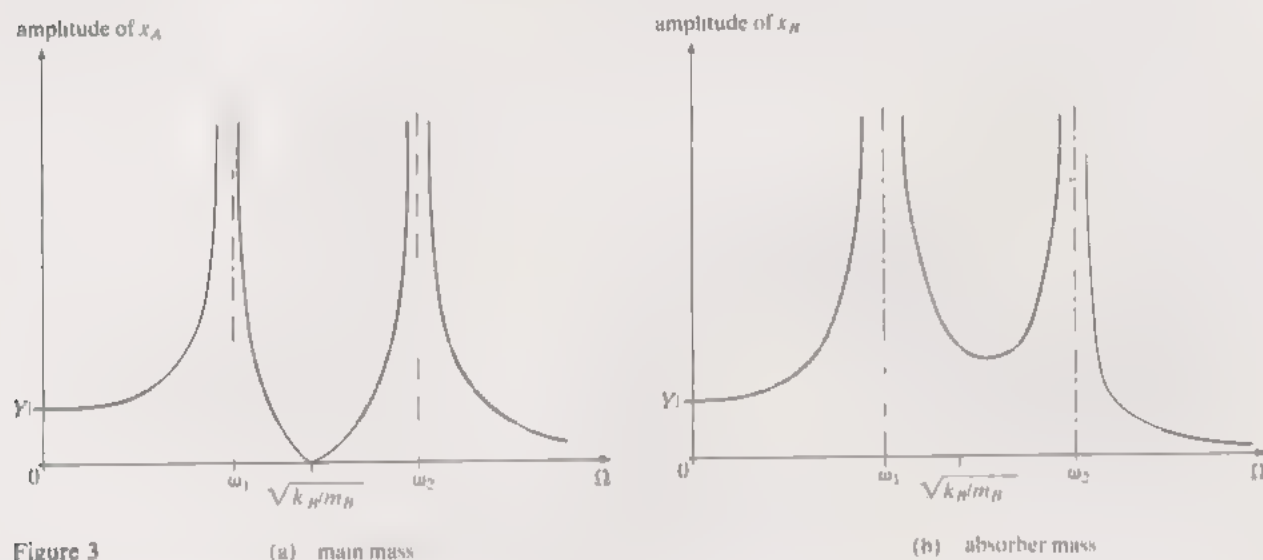 amplitude of x_A
Y
0
ω₁
√k_B/m_B
ω₂
Ω
amplitude of x_B
Y
0
ω₁
√k_B/m_B
ω₂
Ω
Figure 3
(a) main mass
(b) absorber mass